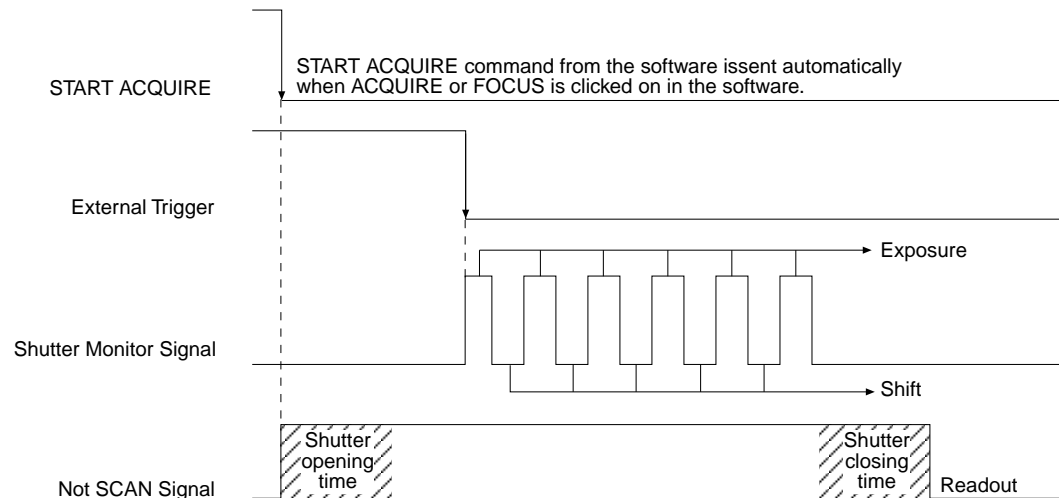 START ACQUIRE
START ACQUIRE command from the software issent automatically
when ACQUIRE or FOCUS is clicked on in the software.
External Trigger
Exposure
Shutter Monitor Signal
Shift
Not SCAN Signal
Shutter
opening
time
Shutter
closing
time
Readout